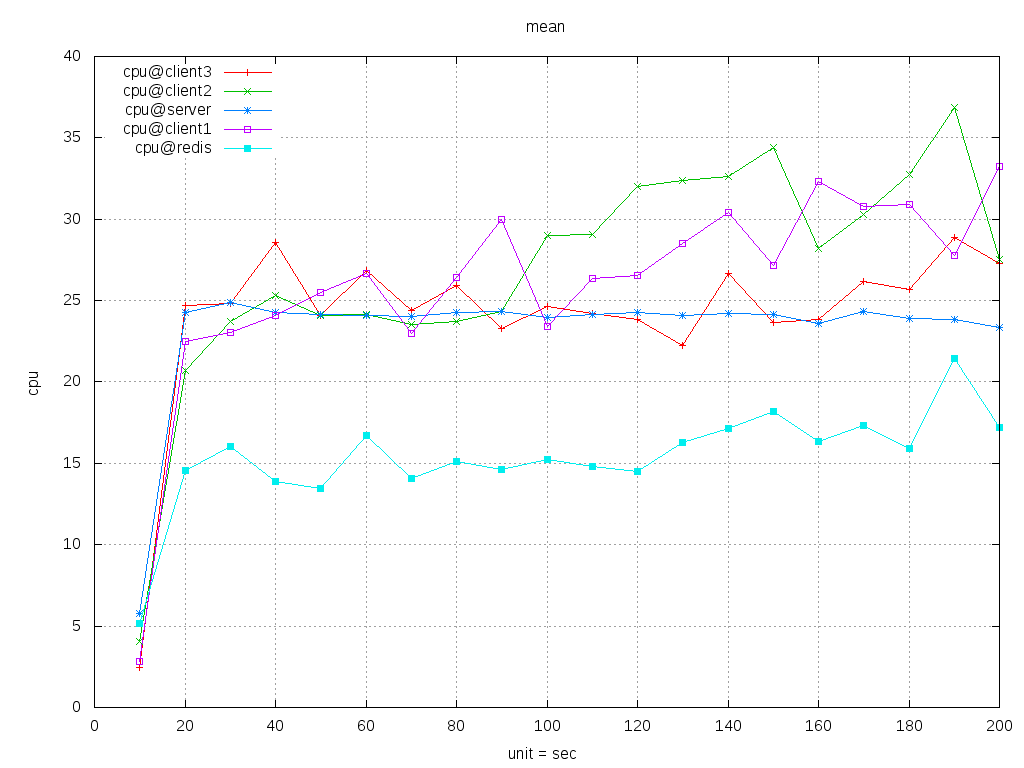 mean
40
35
30
25
20
15
10
5
0
cpu
cpu@client3
cpu@client2
cpu@server
cpu@client1
cpu@redis
0 20 40 60 80 100 120 140 160 180 200
unit = sec